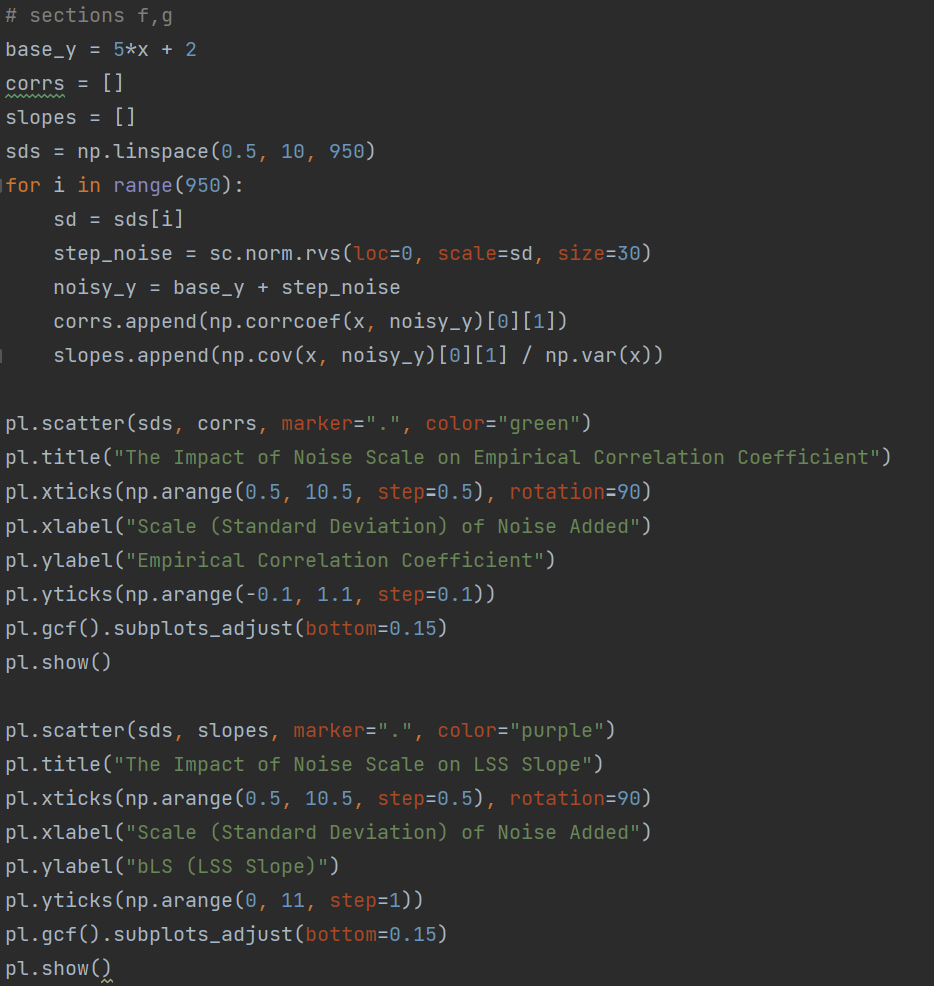 # sections f,g
base_y = 5*x + 2
corrs = []
slopes = []
sds = np.linspace(0.5, 10, 950)
for i in range(950):
    sd = sds[i]
    step_noise = sc.norm.rvs(loc=0, scale=sd, size=30)
    noisy_y = base_y + step_noise
    corrs.append(np.corrcoef(x, noisy_y)[0][1])
    slopes.append(np.cov(x, noisy_y)[0][1] / np.var(x))

pl.scatter(sds, corrs, marker=".", color="green")
pl.title("The Impact of Noise Scale on Empirical Correlation Coefficient")
pl.xticks(np.arange(0.5, 10.5, step=0.5), rotation=90)
pl.xlabel("Scale (Standard Deviation) of Noise Added")
pl.ylabel("Empirical Correlation Coefficient")
pl.yticks(np.arange(-0.1, 1.1, step=0.1))
pl.gcf().subplots_adjust(bottom=0.15)
pl.show()

pl.scatter(sds, slopes, marker=".", color="purple")
pl.title("The Impact of Noise Scale on LSS Slope")
pl.xticks(np.arange(0.5, 10.5, step=0.5), rotation=90)
pl.xlabel("Scale (Standard Deviation) of Noise Added")
pl.ylabel("bLS (LSS Slope)")
pl.yticks(np.arange(0, 11, step=1))
pl.gcf().subplots_adjust(bottom=0.15)
pl.show()